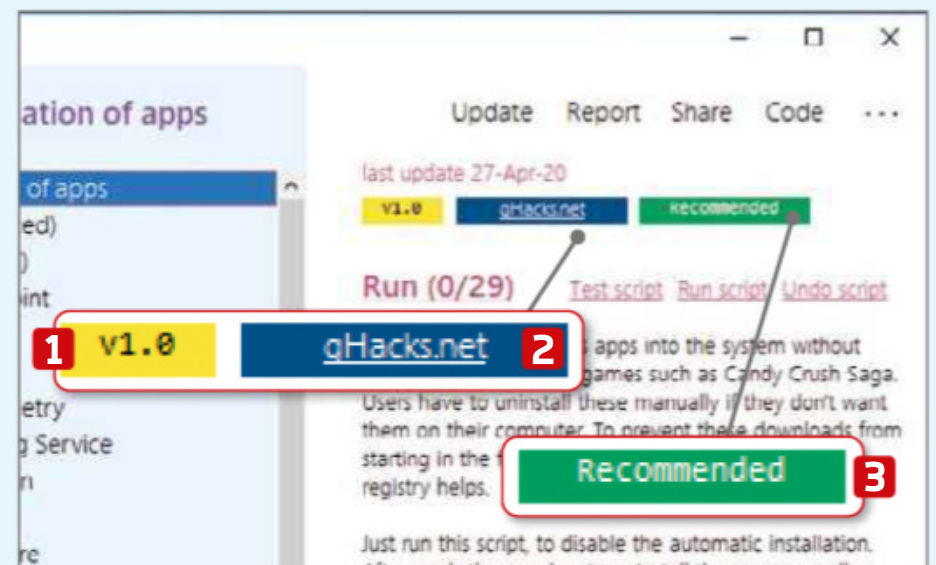 ation of apps
Update Report Share Code ...
of apps
last update 27-Apr-20
ed)
v1.0 gHacks.net Recommended
)
int
Run (0/29) Test script Run script Undo script
1 v1.0 gHacks.net 2
apps into the system without
games such as Candy Crush Saga.
etry
Users have to uninstall these manually if they don't want
them on their computer. To prevent these downloads from
g Service
starting in the
Recommended 3
n
registry helps.
re
Just run this script, to disable the automatic installation.